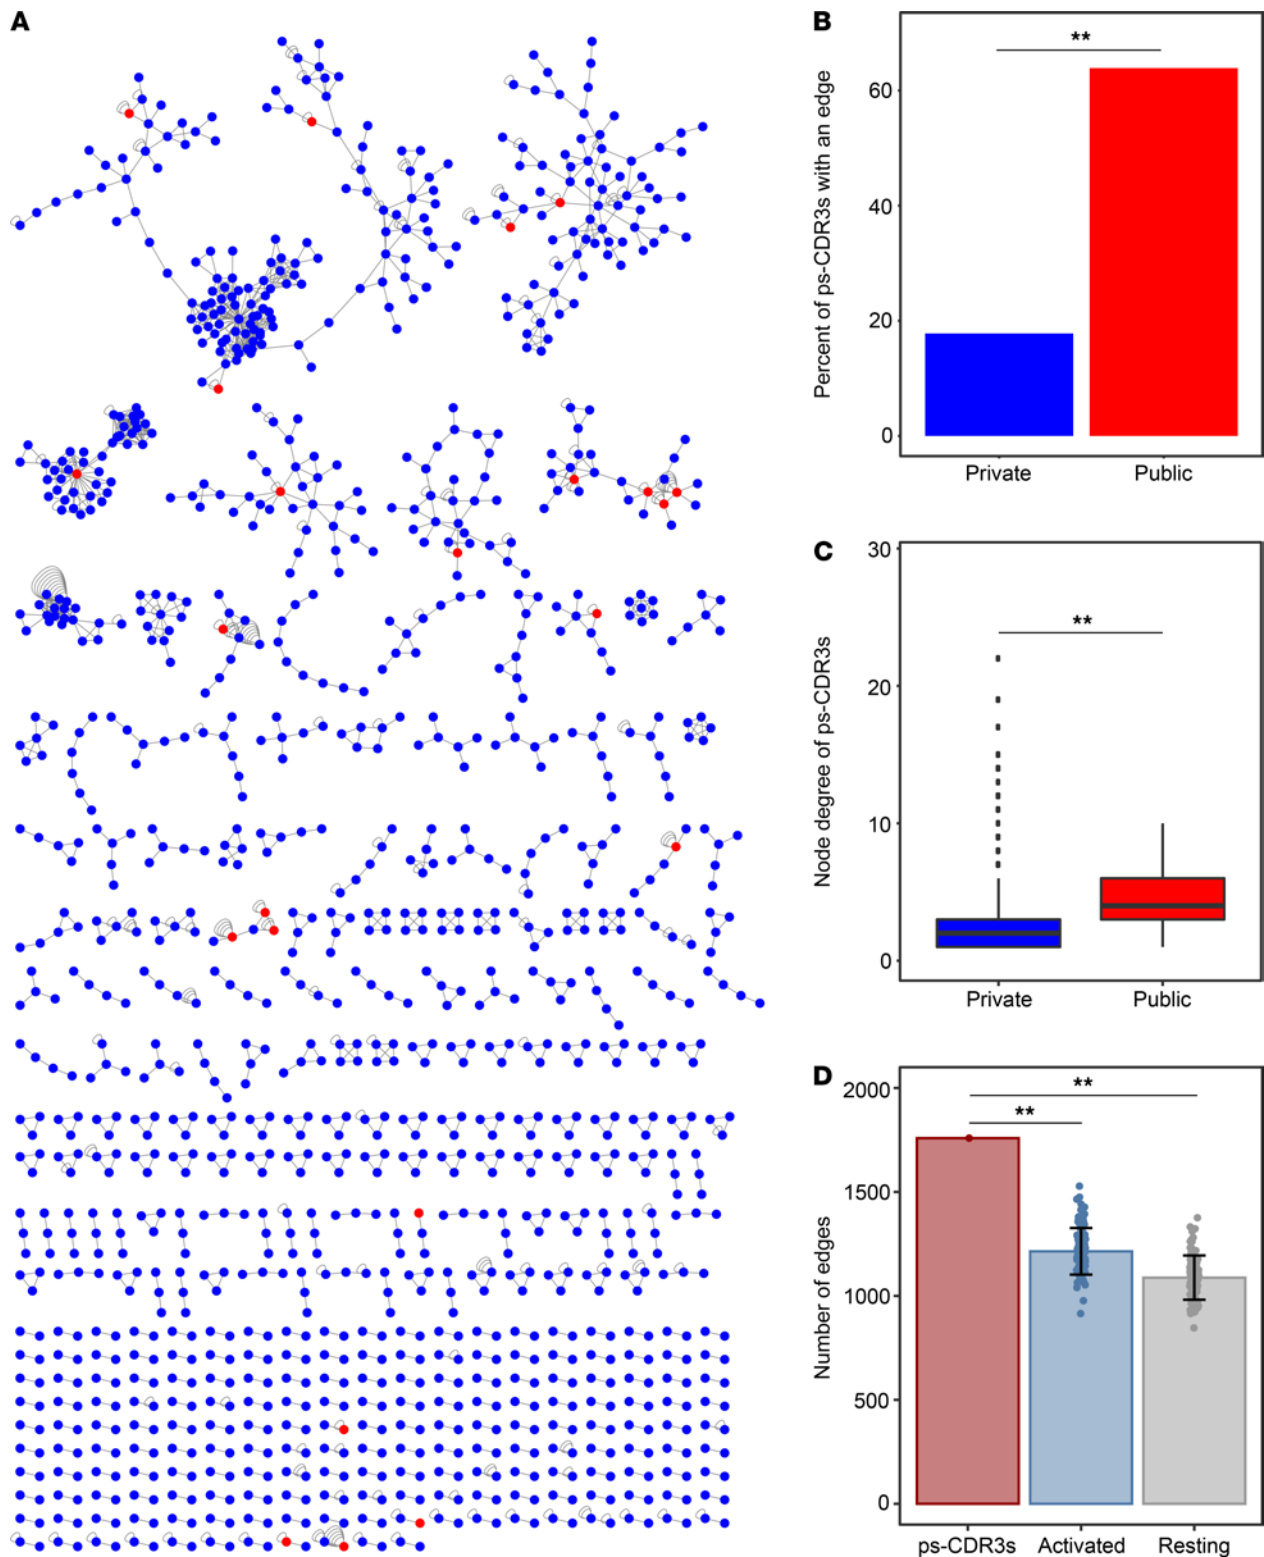 A
B
Percent of ps-CDR3s with an edge
**
60
40
20
0
Private
Public
C
Node degree of ps-CDR3s
30
**
20
10
0
Private
Public
D
Number of edges
2000
**
**
1500
1000
500
0
ps-CDR3s
Activated
Resting